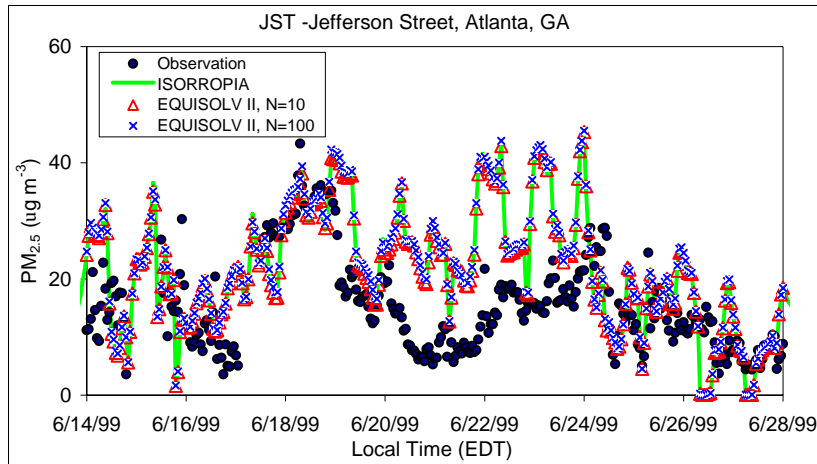 JST -Jefferson Street, Atlanta, GA
60
40
20
0
PM2.5 (ug m-3)
Observation
ISORROPIA
EQUISOLV II, N=10
EQUISOLV II, N=100
6/14/99 6/16/99 6/18/99 6/20/99 6/22/99 6/24/99 6/26/99 6/28/99
Local Time (EDT)